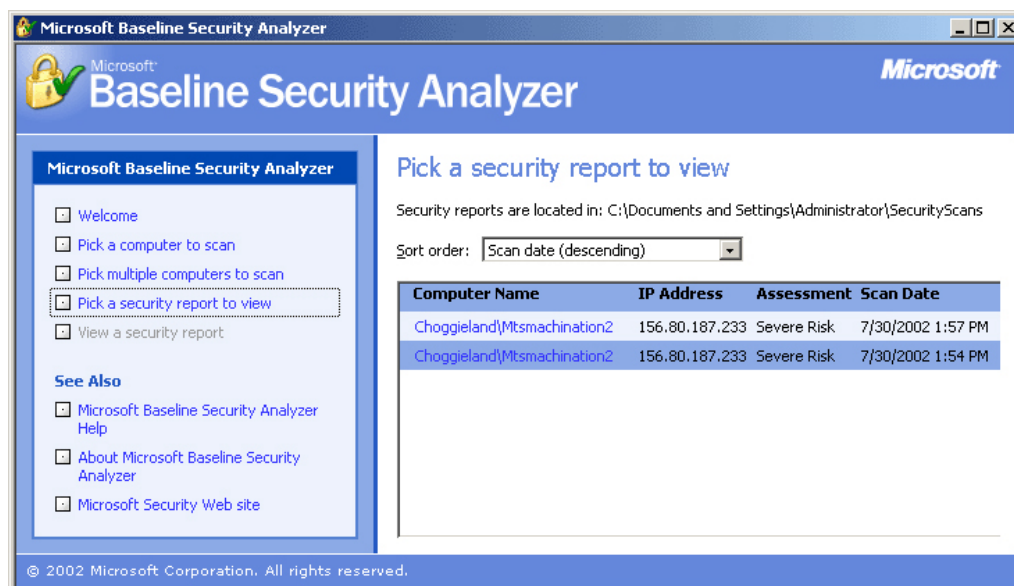 Microsoft Baseline Security Analyzer
Microsoft
Baseline Security Analyzer
Microsoft
Microsoft Baseline Security Analyzer
Welcome
Pick a computer to scan
Pick multiple computers to scan
Pick a security report to view
View a security report
See Also
Microsoft Baseline Security Analyzer
Help
About Microsoft Baseline Security
Analyzer
Microsoft Security Web site
Pick a security report to view
Security reports are located in: C:\Documents and Settings\Administrator\SecurityScans
Sort order: Scan date (descending)
Computer Name IP Address Assessment Scan Date
Choggieland\Mtsmachination2 156.80.187.233 Severe Risk 7/30/2002 1:57 PM
Choggieland\Mtsmachination2 156.80.187.233 Severe Risk 7/30/2002 1:54 PM
© 2002 Microsoft Corporation. All rights reserved.